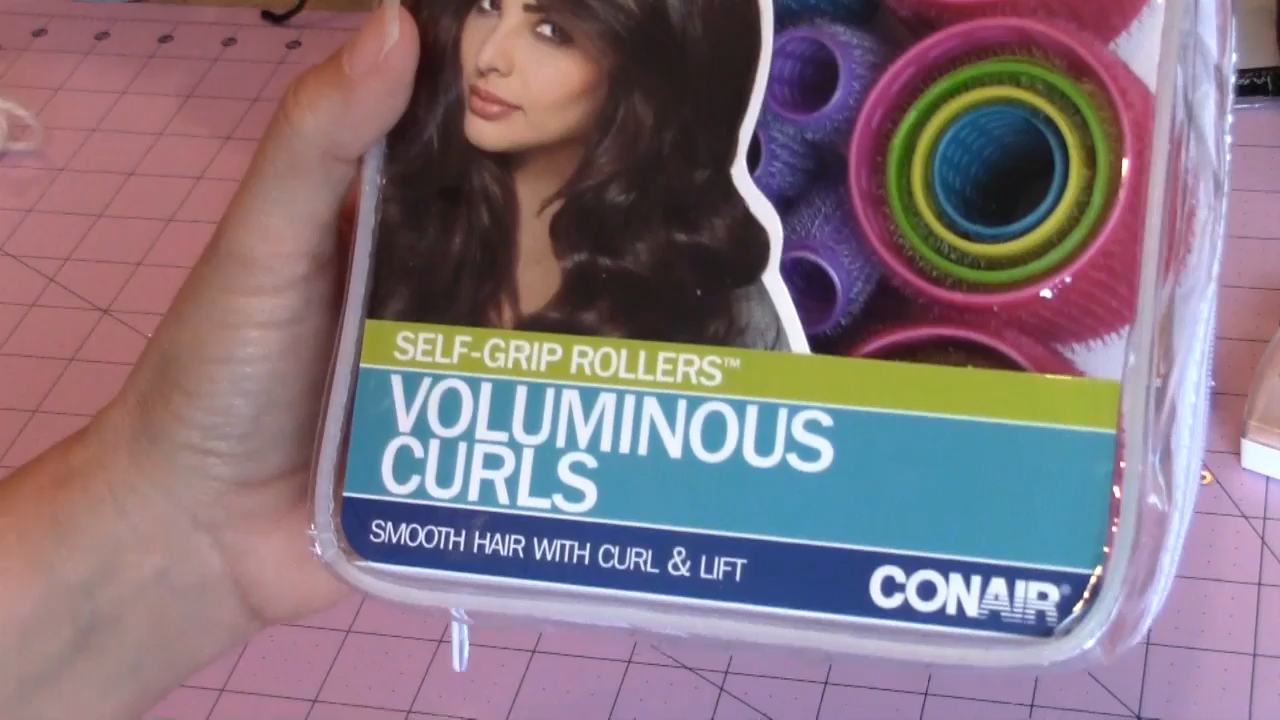 SELF-GRIP ROLLERS™
VOLUMINOUS
CURLS
SMOOTH HAIR WITH CURL & LIFT
CONAIR®